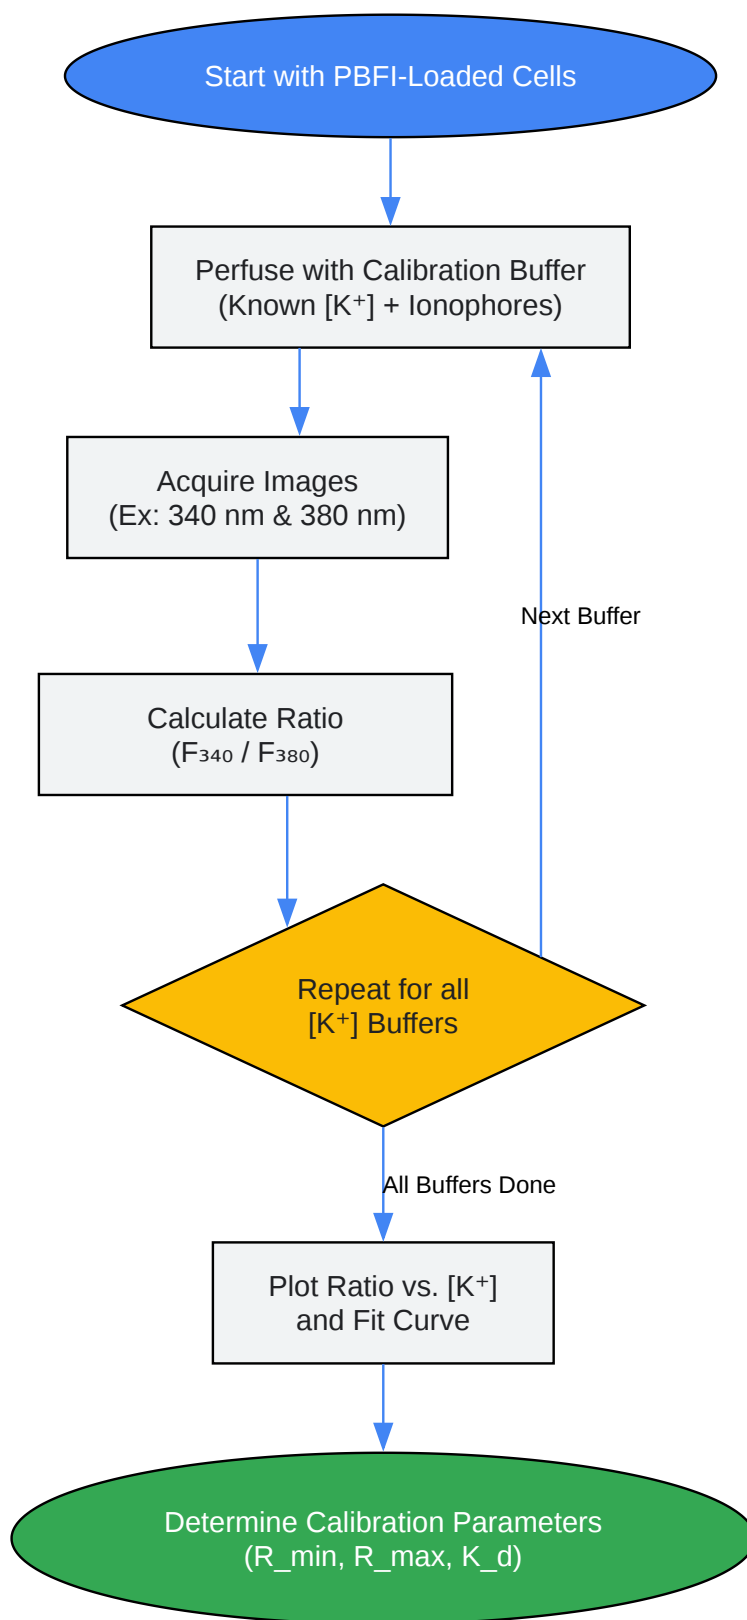 Start with PBFI-Loaded Cells
Perfuse with Calibration Buffer
(Known [K⁺] + Ionophores)
Acquire Images
(Ex: 340 nm & 380 nm)
Next Buffer
Calculate Ratio
(F₃₄₀ / F₃₈₀)
Repeat for all
[K⁺] Buffers
All Buffers Done
Plot Ratio vs. [K⁺]
and Fit Curve
Determine Calibration Parameters
(R_min, R_max, K_d)